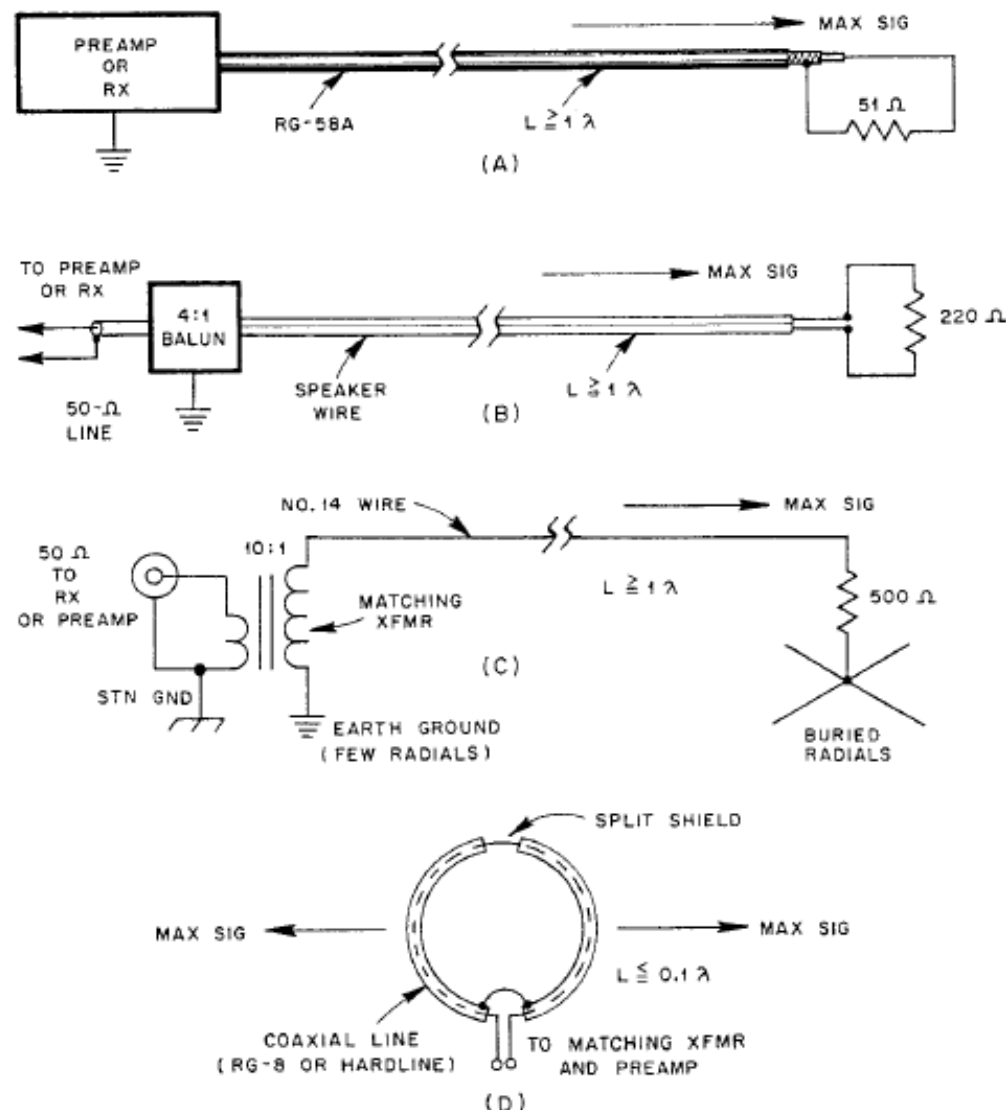 PREAMP
OR
RX
MAX SIG
RG-58A
L ≧ 1 λ
51 Ω
(A)
TO PREAMP
OR RX
4:1
BALUN
MAX SIG
220 Ω
50-Ω
LINE
SPEAKER
WIRE
L ≧ 1 λ
(B)
NO. 14 WIRE
MAX SIG
50 Ω
TO
RX
OR PREAMP
10:1
MATCHING
XFMR
L ≧ 1 λ
500 Ω
(C)
STN GND
EARTH GROUND
(FEW RADIALS)
BURIED
RADIALS
SPLIT SHIELD
MAX SIG
MAX SIG
L ≦ 0.1 λ
COAXIAL LINE
(RG-8 OR HARDLINE)
TO MATCHING XFMR
AND PREAMP
(D)